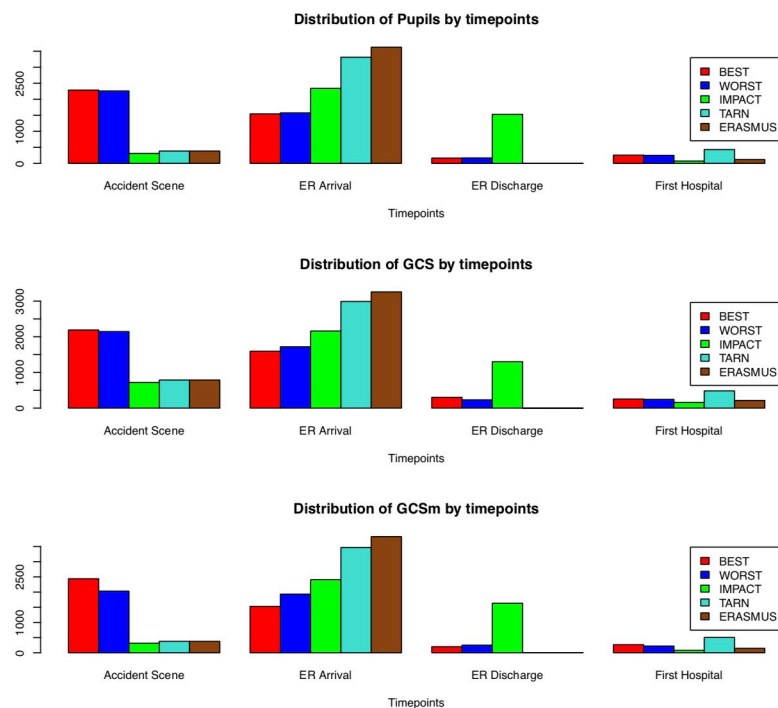 Distribution of Pupils by timepoints
0
1000
2500
BEST
WORST
IMPACT
TARN
ERASMUS
Accident Scene
ER Arrival
ER Discharge
First Hospital
Timepoints
Distribution of GCS by timepoints
0
1000
2000
3000
BEST
WORST
IMPACT
TARN
ERASMUS
Accident Scene
ER Arrival
ER Discharge
First Hospital
Timepoints
Distribution of GCSm by timepoints
0
1000
2500
BEST
WORST
IMPACT
TARN
ERASMUS
Accident Scene
ER Arrival
ER Discharge
First Hospital
Timepoints